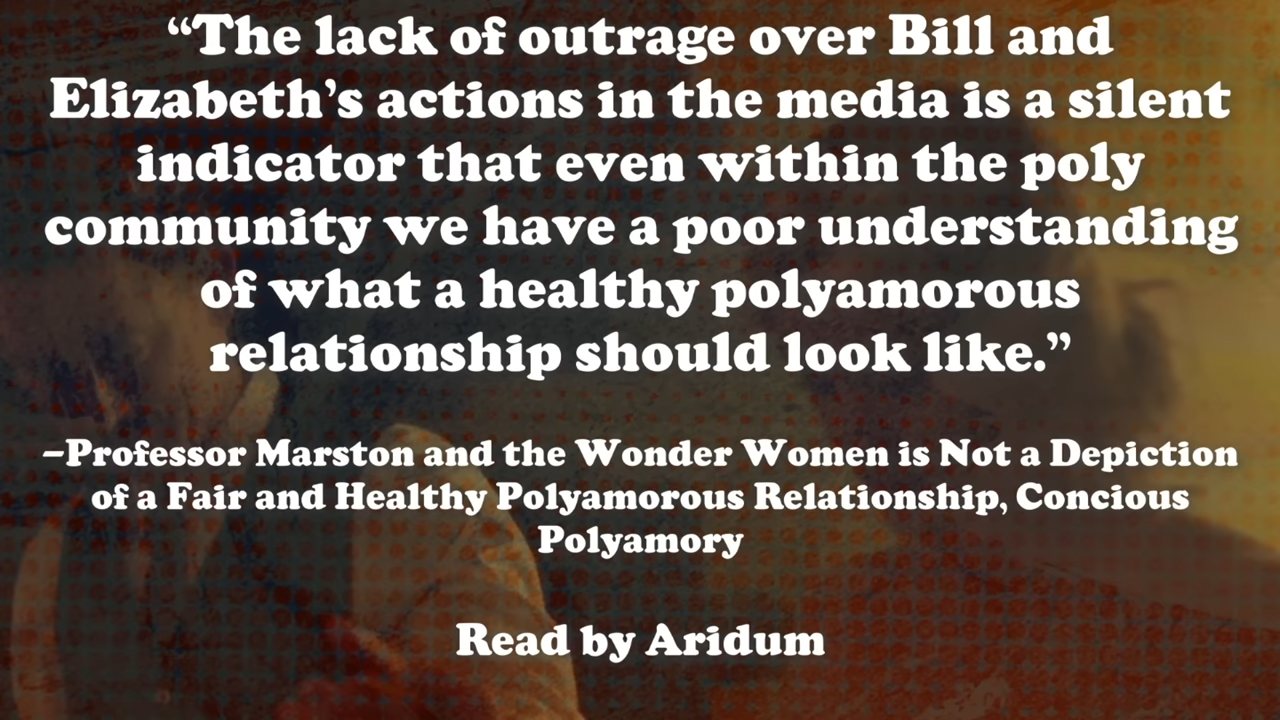 “The lack of outrage over Bill and
Elizabeth’s actions in the media is a silent
indicator that even within the poly
community we have a poor understanding
of what a healthy polyamorous
relationship should look like.”
–Professor Marston and the Wonder Women is Not a Depiction
of a Fair and Healthy Polyamorous Relationship, Concious
Polyamory
Read by Aridum